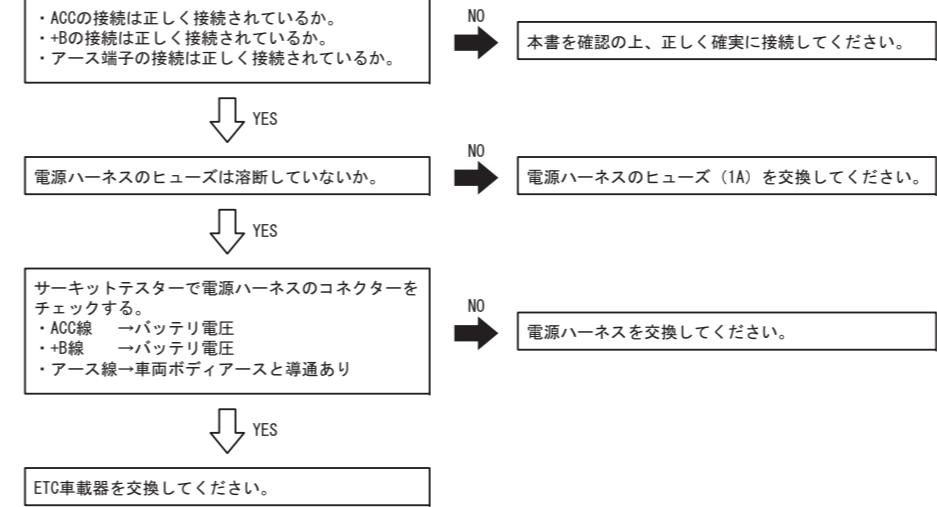 ・ACCの接続は正しく接続されているか。
・+Bの接続は正しく接続されているか。
・アース端子の接続は正しく接続されているか。
NO
本書を確認の上、正しく確実に接続してください。
YES
電源ハーネスのヒューズは溶断していないか。
NO
電源ハーネスのヒューズ（1A）を交換してください。
YES
サーキットテスターで電源ハーネスのコネクターを
チェックする。
・ACC線　→バッテリ電圧
・+B線　→バッテリ電圧
・アース線→車両ボディアースと導通あり
NO
電源ハーネスを交換してください。
YES
ETC車載器を交換してください。